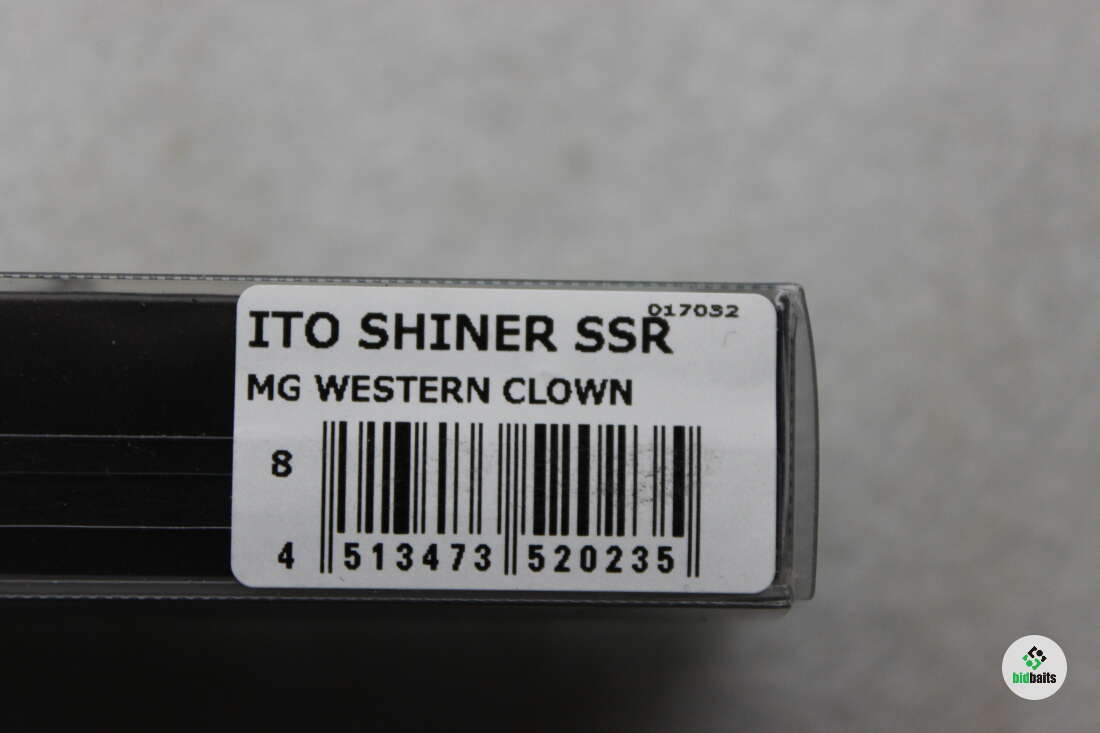 017032
ITO SHINER SSR
MG WESTERN CLOWN
8
4 513473 520235
bidbaits